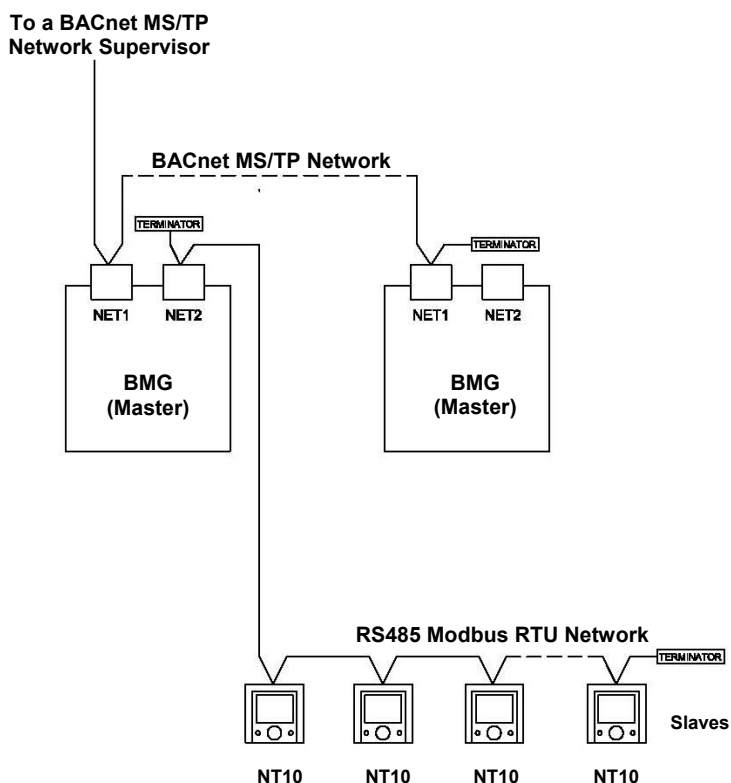 To a BACnet MS/TP
Network Supervisor
BACnet MS/TP Network
TERMINATOR
TERMINATOR
NET1
NET2
NET1
NET2
BMG
(Master)
BMG
(Master)
RS485 Modbus RTU Network
TERMINATOR
Slaves
NT10
NT10
NT10
NT10